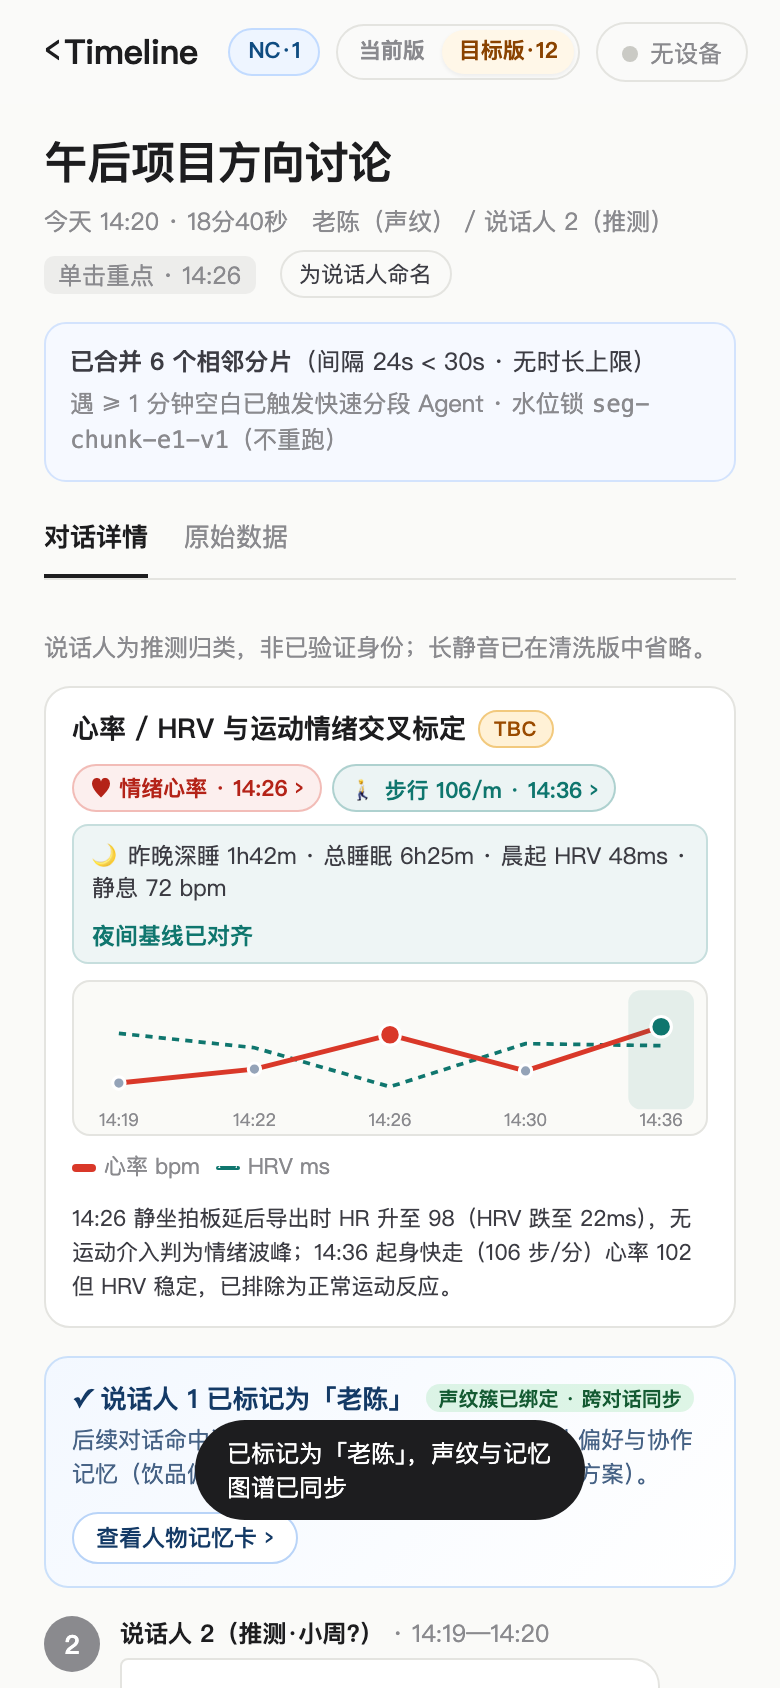 <Timeline
NC·1
当前版
目标版·12
无设备
午后项目方向讨论
今天 14:20 · 18分40秒 老陈（声纹） / 说话人 2（推测）
单击重点 · 14:26
为说话人命名
已合并 6 个相邻分片（间隔 24s < 30s · 无时长上限）
遇 ≥ 1 分钟空白已触发快速分段 Agent · 水位锁 seg-
chunk-e1-v1（不重跑）
对话详情
原始数据
说话人为推测归类，非已验证身份；长静音已在清洗版中省略。
心率 / HRV 与运动情绪交叉标定
TBC
♥ 情绪心率 · 14:26 ›
🚶 步行 106/m · 14:36 ›
🌙 昨晚深睡 1h42m · 总睡眠 6h25m · 晨起 HRV 48ms ·
静息 72 bpm
夜间基线已对齐
14:19 14:22 14:26 14:30 14:36
心率 bpm
HRV ms
14:26 静坐拍板延后导出时 HR 升至 98（HRV 跌至 22ms），无
运动介入判为情绪波峰；14:36 起身快走（106 步/分）心率 102
但 HRV 稳定，已排除为正常运动反应。
✓ 说话人 1 已标记为「老陈」
声纹簇已绑定 · 跨对话同步
后续对话命中 偏好与协作
记忆（饮品 方案）。
已标记为「老陈」，声纹与记忆
图谱已同步
查看人物记忆卡 ›
2
说话人 2（推测·小周?） · 14:19—14:20